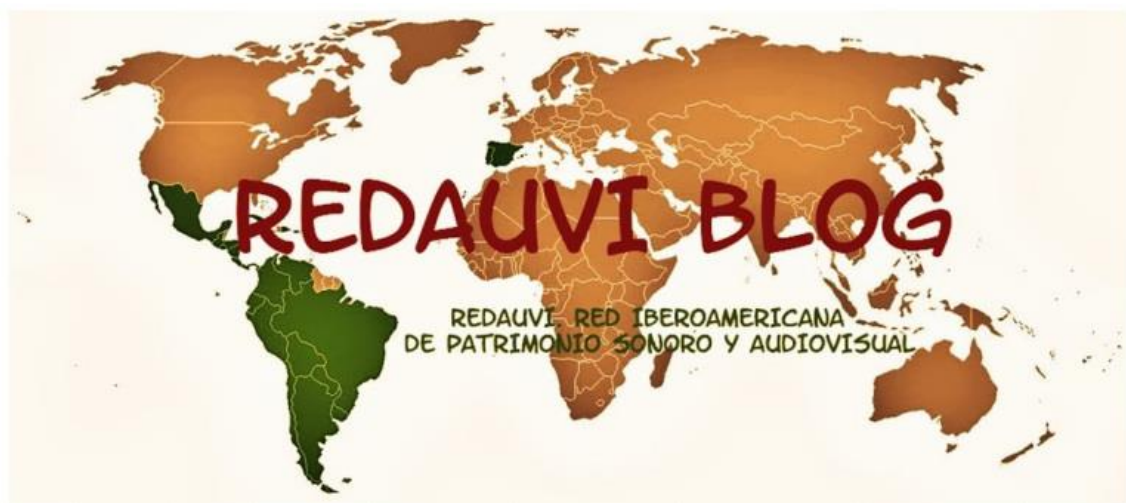 REDAUVI BLOG
REDAUVI, RED IBEROAMERICANA
DE PATRIMONIO SONORO Y AUDIOVISUAL